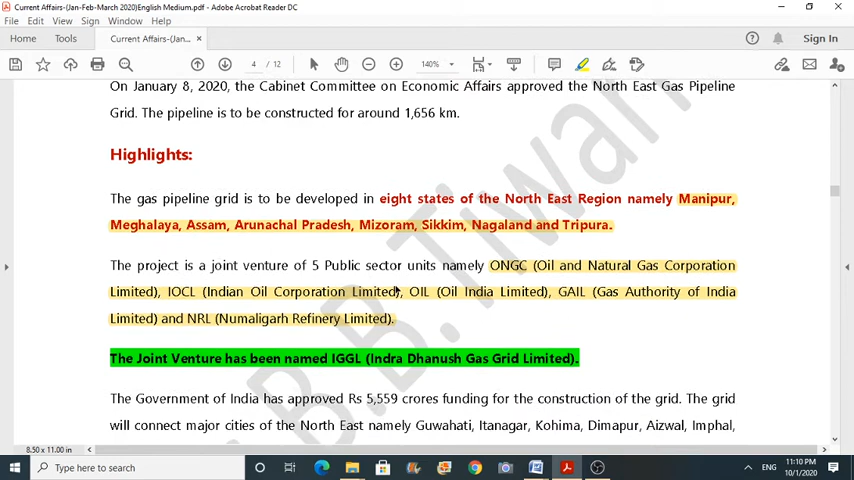 Current Affairs-(Jan-Feb-March 2020)English Medium.pdf - Adobe Acrobat Reader DC
File Edit View Sign Window Help
Home Tools Current Affairs-(Jan-... × Sign In
4 / 12 140%
On January 8, 2020, the Cabinet Committee on Economic Affairs approved the North East Gas Pipeline
Grid. The pipeline is to be constructed for around 1,656 km.
Highlights:
The gas pipeline grid is to be developed in eight states of the North East Region namely Manipur,
Meghalaya, Assam, Arunachal Pradesh, Mizoram, Sikkim, Nagaland and Tripura.
The project is a joint venture of 5 Public sector units namely ONGC (Oil and Natural Gas Corporation
Limited), IOCL (Indian Oil Corporation Limited), OIL (Oil India Limited), GAIL (Gas Authority of India
Limited) and NRL (Numaligarh Refinery Limited).
The Joint Venture has been named IGGL (Indra Dhanush Gas Grid Limited).
The Government of India has approved Rs 5,559 crores funding for the construction of the grid. The grid
will connect major cities of the North East namely Guwahati, Itanagar, Kohima, Dimapur, Aizwal, Imphal,
B.B.Tiwari
8.50 x 11.00 in
Type here to search
ENG
11:10 PM
10/1/2020